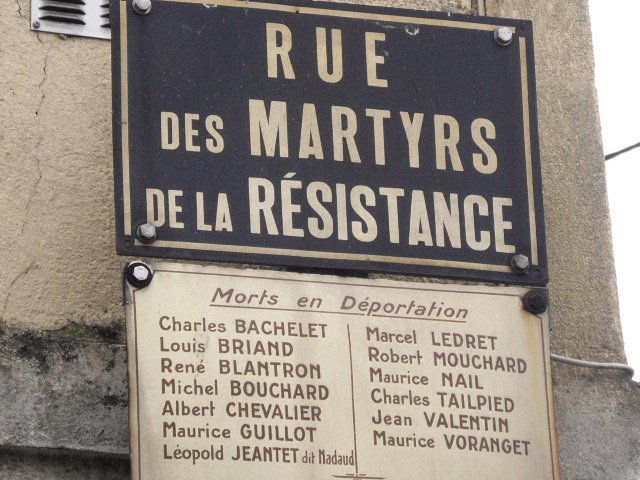 RUE
DES MARTYRS
DE LA RÉSISTANCE
Morts en Déportation
Charles BACHELET
Louis BRIAND
René BLANTRON
Michel BOUCHARD
Albert CHEVALIER
Maurice GUILLOT
Léopold JEANTET dit Nadaud
Marcel LEDRET
Robert MOUCHARD
Maurice NAIL
Charles TAILPIED
Jean VALENTIN
Maurice VORANGET